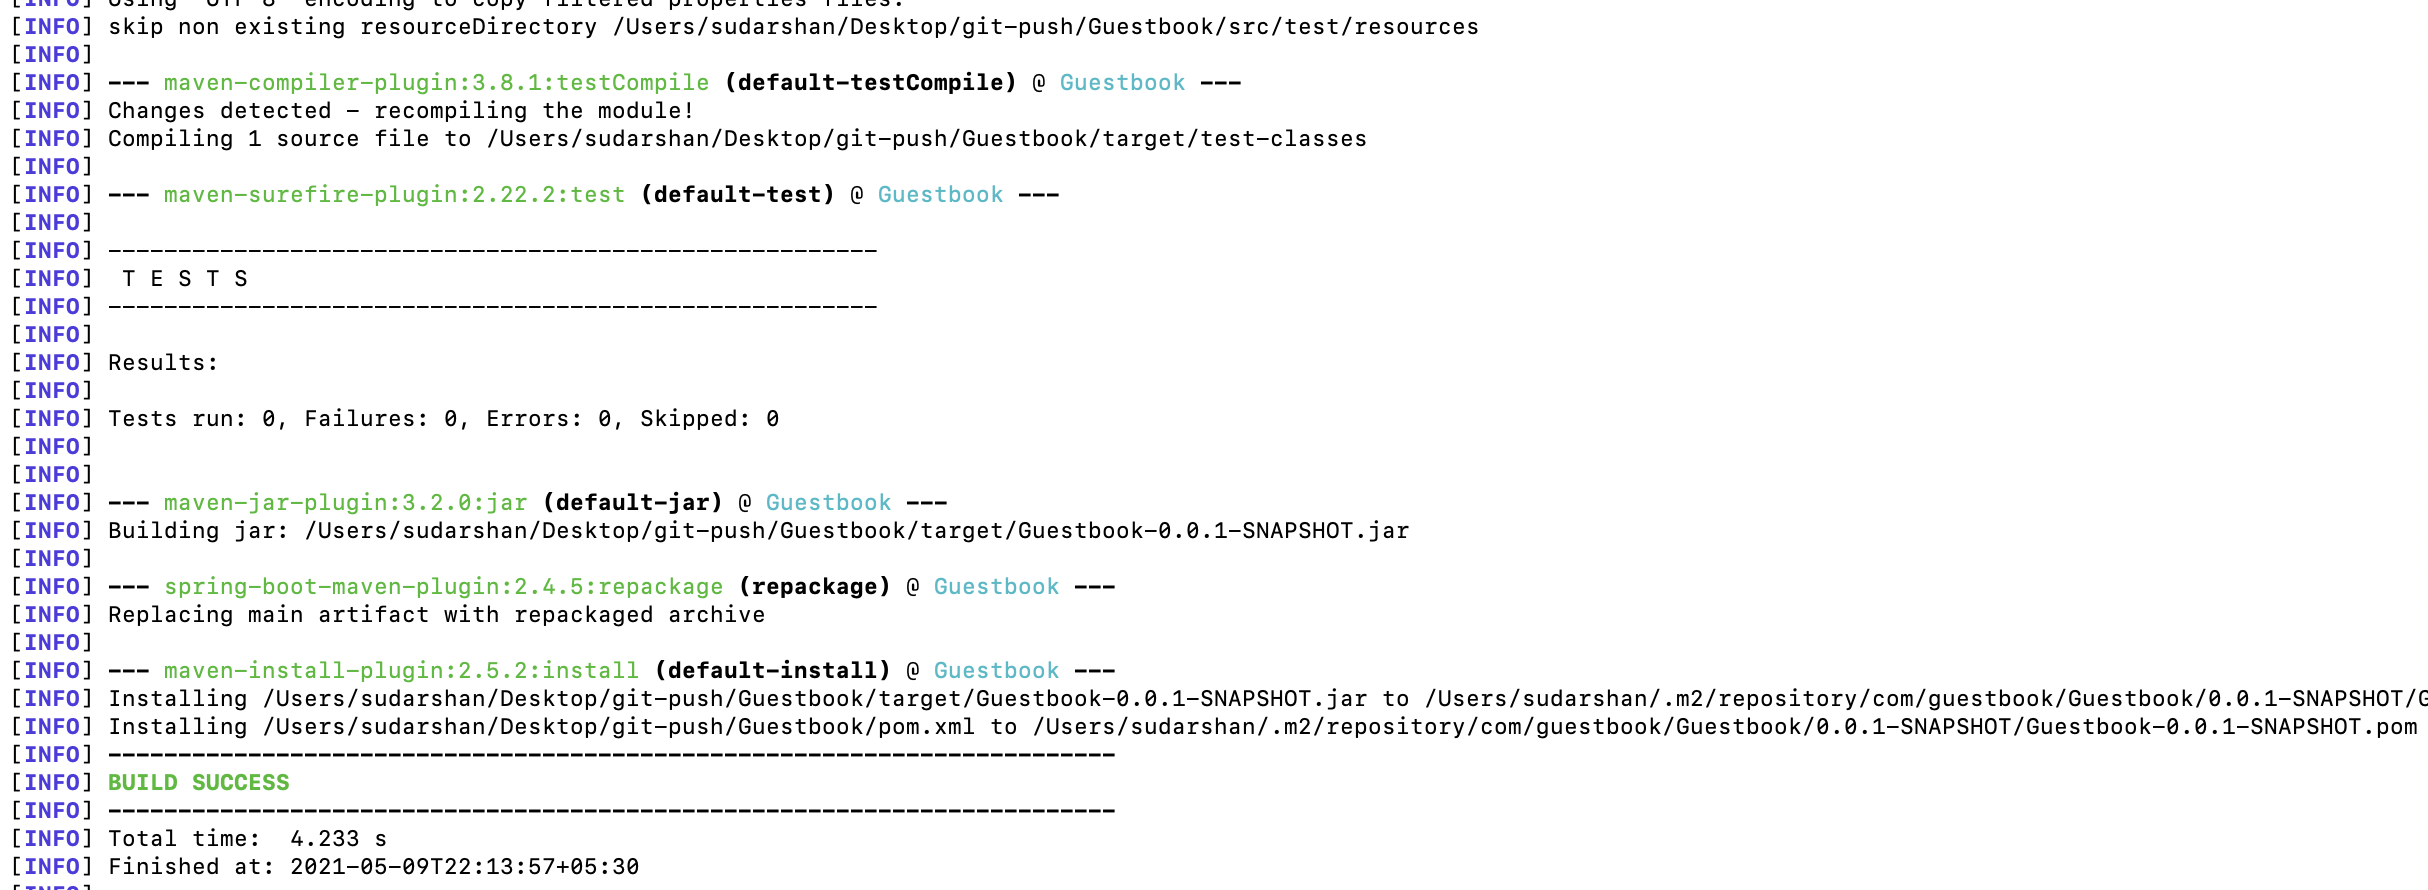 [INFO] Using 'UTF-8' encoding to copy filtered properties files.
[INFO] skip non existing resourceDirectory /Users/sudarshan/Desktop/git-push/Guestbook/src/test/resources
[INFO]
[INFO] --- maven-compiler-plugin:3.8.1:testCompile (default-testCompile) @ Guestbook ---
[INFO] Changes detected - recompiling the module!
[INFO] Compiling 1 source file to /Users/sudarshan/Desktop/git-push/Guestbook/target/test-classes
[INFO]
[INFO] --- maven-surefire-plugin:2.22.2:test (default-test) @ Guestbook ---
[INFO]
[INFO] -------------------------------------------------------
[INFO]  T E S T S
[INFO] -------------------------------------------------------
[INFO]
[INFO] Results:
[INFO]
[INFO] Tests run: 0, Failures: 0, Errors: 0, Skipped: 0
[INFO]
[INFO]
[INFO] --- maven-jar-plugin:3.2.0:jar (default-jar) @ Guestbook ---
[INFO] Building jar: /Users/sudarshan/Desktop/git-push/Guestbook/target/Guestbook-0.0.1-SNAPSHOT.jar
[INFO]
[INFO] --- spring-boot-maven-plugin:2.4.5:repackage (repackage) @ Guestbook ---
[INFO] Replacing main artifact with repackaged archive
[INFO]
[INFO] --- maven-install-plugin:2.5.2:install (default-install) @ Guestbook ---
[INFO] Installing /Users/sudarshan/Desktop/git-push/Guestbook/target/Guestbook-0.0.1-SNAPSHOT.jar to /Users/sudarshan/.m2/repository/com/guestbook/Guestbook/0.0.1-SNAPSHOT/G
[INFO] Installing /Users/sudarshan/Desktop/git-push/Guestbook/pom.xml to /Users/sudarshan/.m2/repository/com/guestbook/Guestbook/0.0.1-SNAPSHOT/Guestbook-0.0.1-SNAPSHOT.pom
[INFO] ------------------------------------------------------------------------
[INFO] BUILD SUCCESS
[INFO] ------------------------------------------------------------------------
[INFO] Total time:  4.233 s
[INFO] Finished at: 2021-05-09T22:13:57+05:30
[INFO]